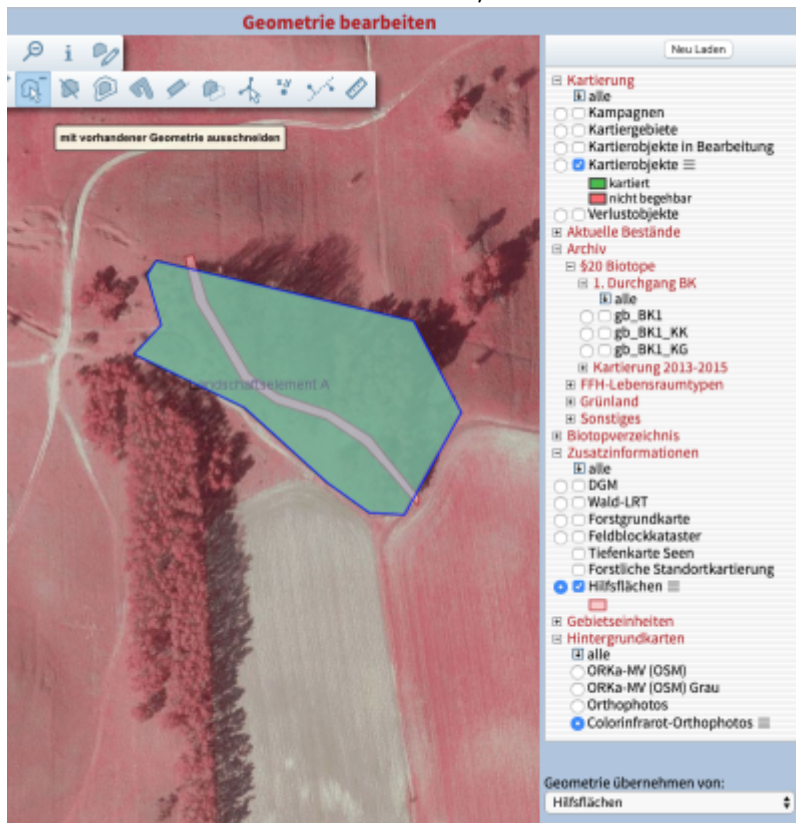 Geometrie bearbeiten
mit vorhandener Geometrie ausschneiden
Landschaftselement A
Neu Laden
Kartierung
alle
Kampagnen
Kartiergebiete
Kartierobjekte in Bearbeitung
Kartierobjekte
kartiert
nicht begehbar
Verlustobjekte
Aktuelle Bestände
Archiv
§20 Biotope
1. Durchgang BK
alle
gb_BK1
gb_BK1_KK
gb_BK1_KG
Kartierung 2013-2015
FFH-Lebensraumtypen
Grünland
Sonstiges
Biotopverzeichnis
Zusatzinformationen
alle
DGM
Wald-LRT
Forstgrundkarte
Feldblockkataster
Tiefenkarte Seen
Forstliche Standortkartierung
Hilfsflächen
Gebietseinheiten
Hintergrundkarten
alle
ORKa-MV (OSM)
ORKa-MV (OSM) Grau
Orthophotos
Colorinfrarot-Orthophotos
Geometrie übernehmen von:
Hilfsflächen